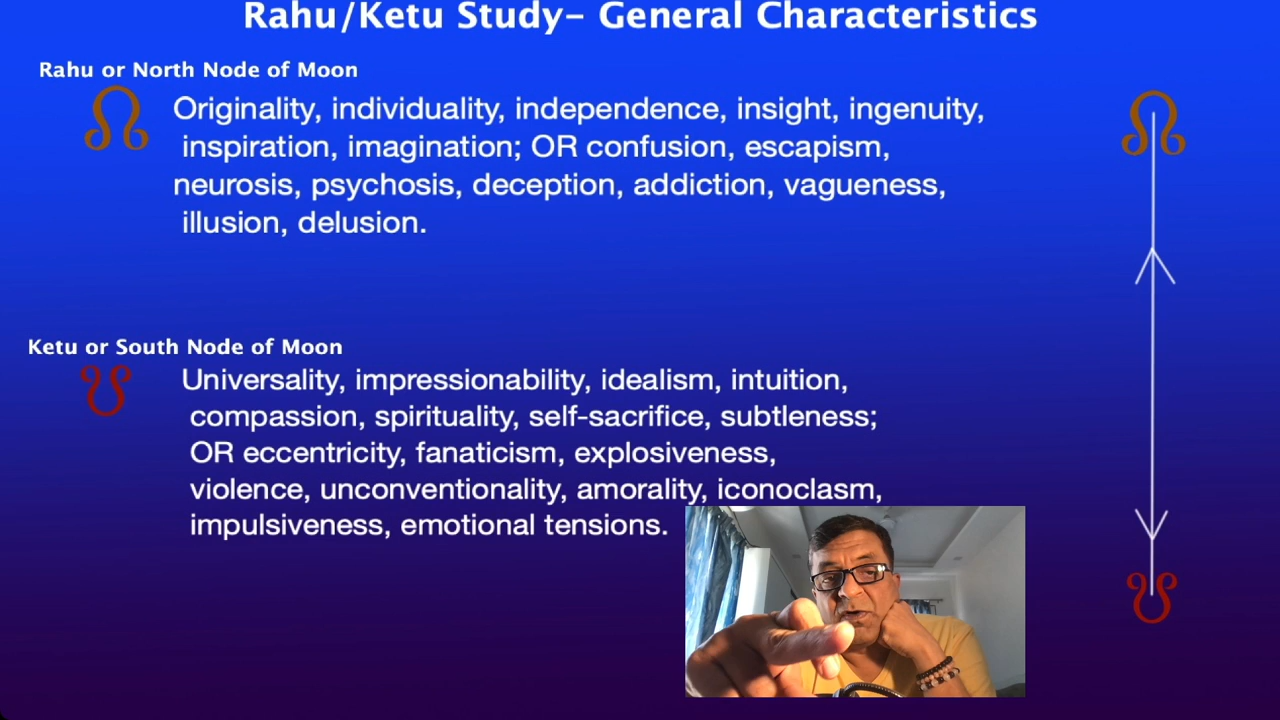 Rahu/Ketu Study– General Characteristics
Rahu or North Node of Moon
Originality, individuality, independence, insight, ingenuity,
inspiration, imagination; OR confusion, escapism,
neurosis, psychosis, deception, addiction, vagueness,
illusion, delusion.
Ketu or South Node of Moon
Universality, impressionability, idealism, intuition,
compassion, spirituality, self-sacrifice, subtleness;
OR eccentricity, fanaticism, explosiveness,
violence, unconventionality, amorality, iconoclasm,
impulsiveness, emotional tensions.